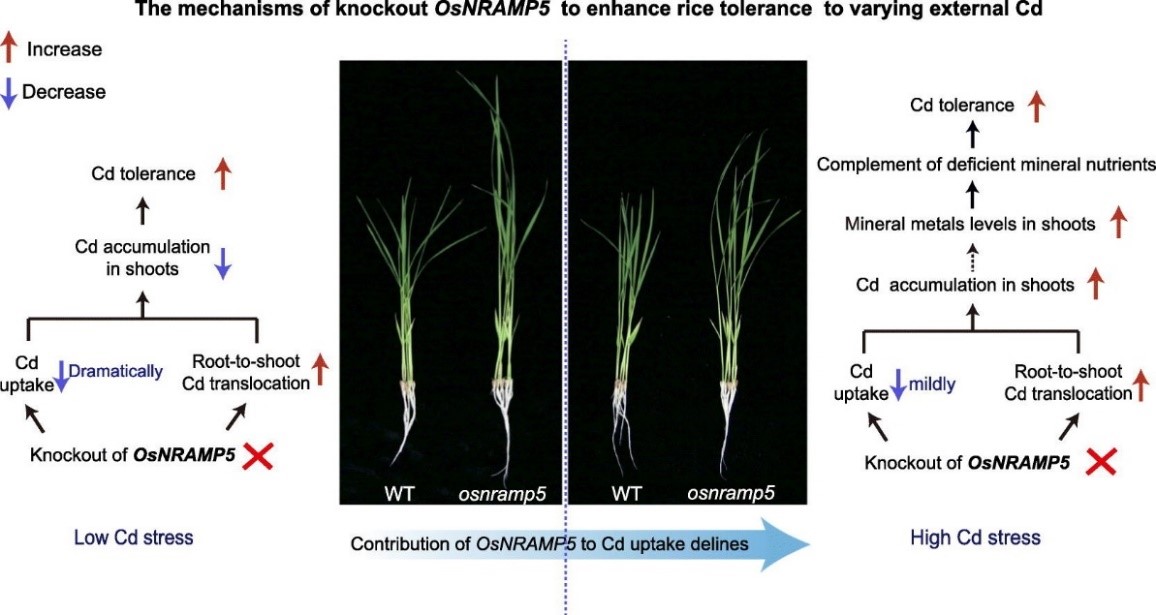 The mechanisms of knockout OsNRAMP5 to enhance rice tolerance to varying external Cd
Increase
Decrease
Cd tolerance
Cd accumulation
in shoots
Cd
uptake
Dramatically
Root-to-shoot
Cd translocation
Knockout of OsNRAMP5
Low Cd stress
WT
osnramp5
WT
osnramp5
Contribution of OsNRAMP5 to Cd uptake delines
Cd tolerance
Complement of deficient mineral nutrients
Mineral metals levels in shoots
Cd accumulation in shoots
Cd
uptake
mildly
Root-to-shoot
Cd translocation
Knockout of OsNRAMP5
High Cd stress